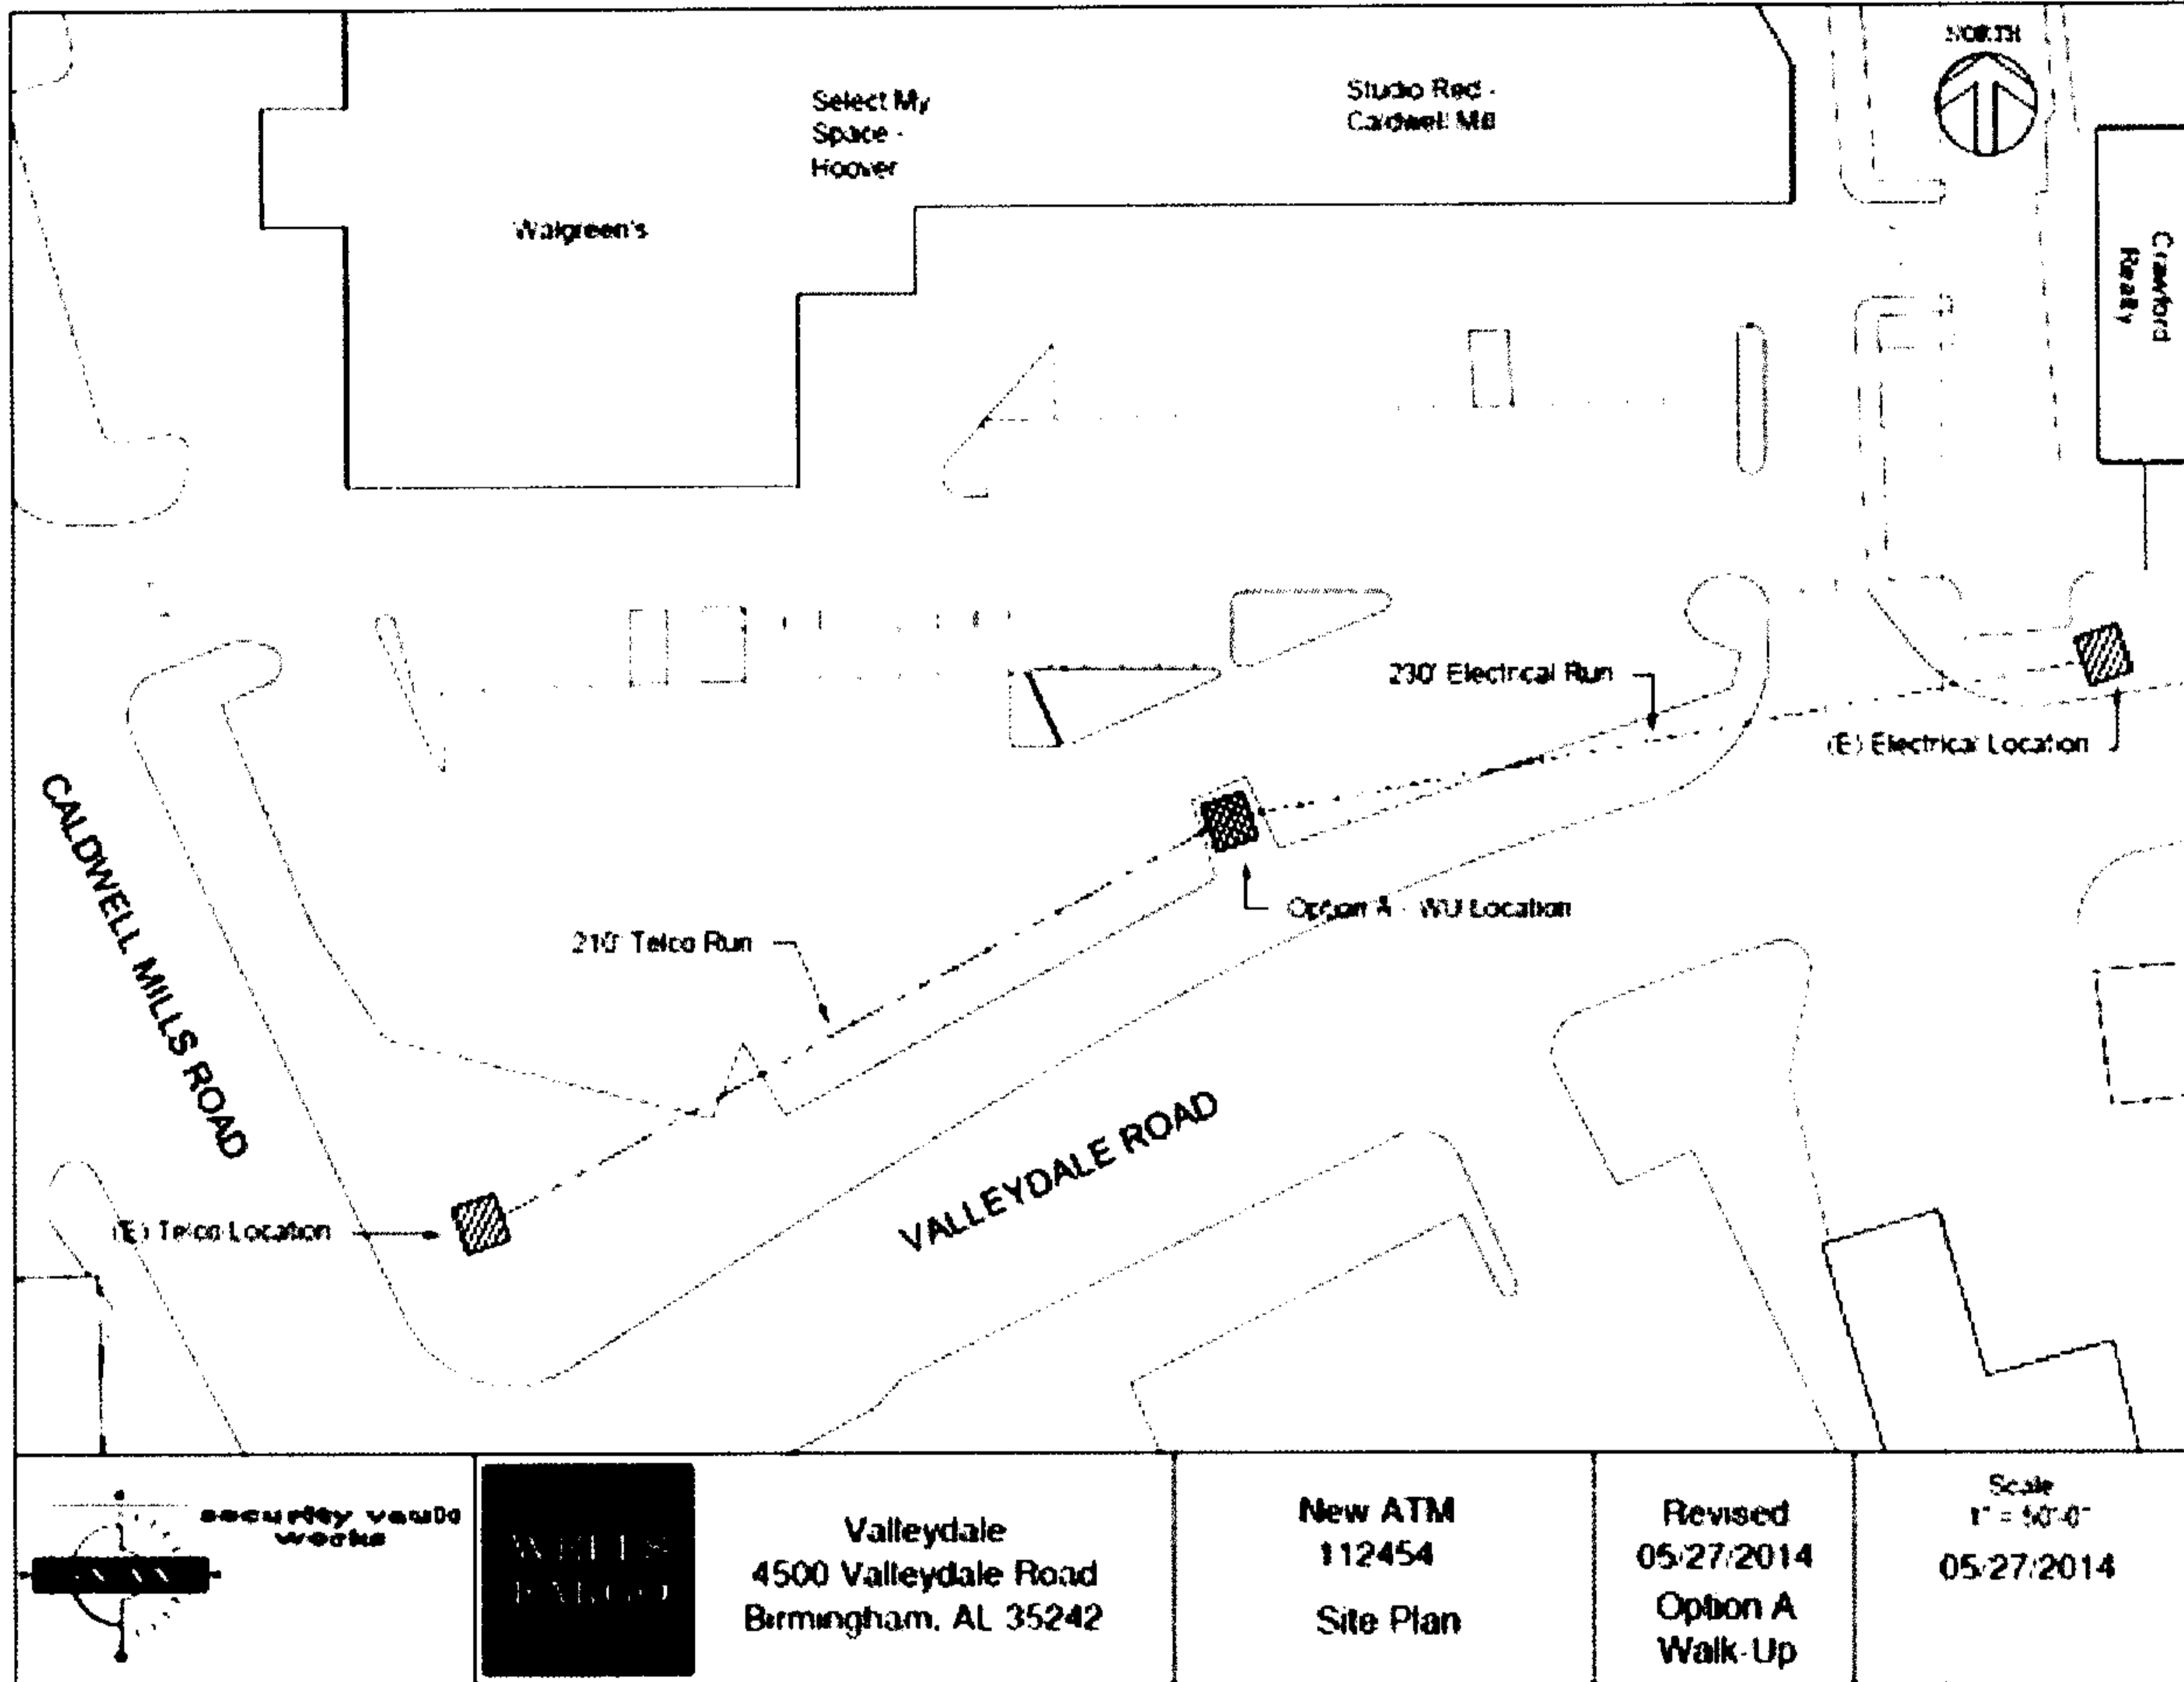 NORTH
Select My
Space -
Hoover
Studio Red -
Caldwell Mill
Walgreen's
Crawford
Realty
230' Electrical Run
(E) Electrical Location
CALDWELL MILLS ROAD
Option A - WU Location
210' Telco Run
VALLEYDALE ROAD
(E) Telco Location
security vault
works
WELLS
FARGO
Valleydale
4500 Valleydale Road
Birmingham, AL 35242
New ATM
112454
Site Plan
Revised
05/27/2014
Option A
Walk-Up
Scale
1" = 50'-0"
05/27/2014